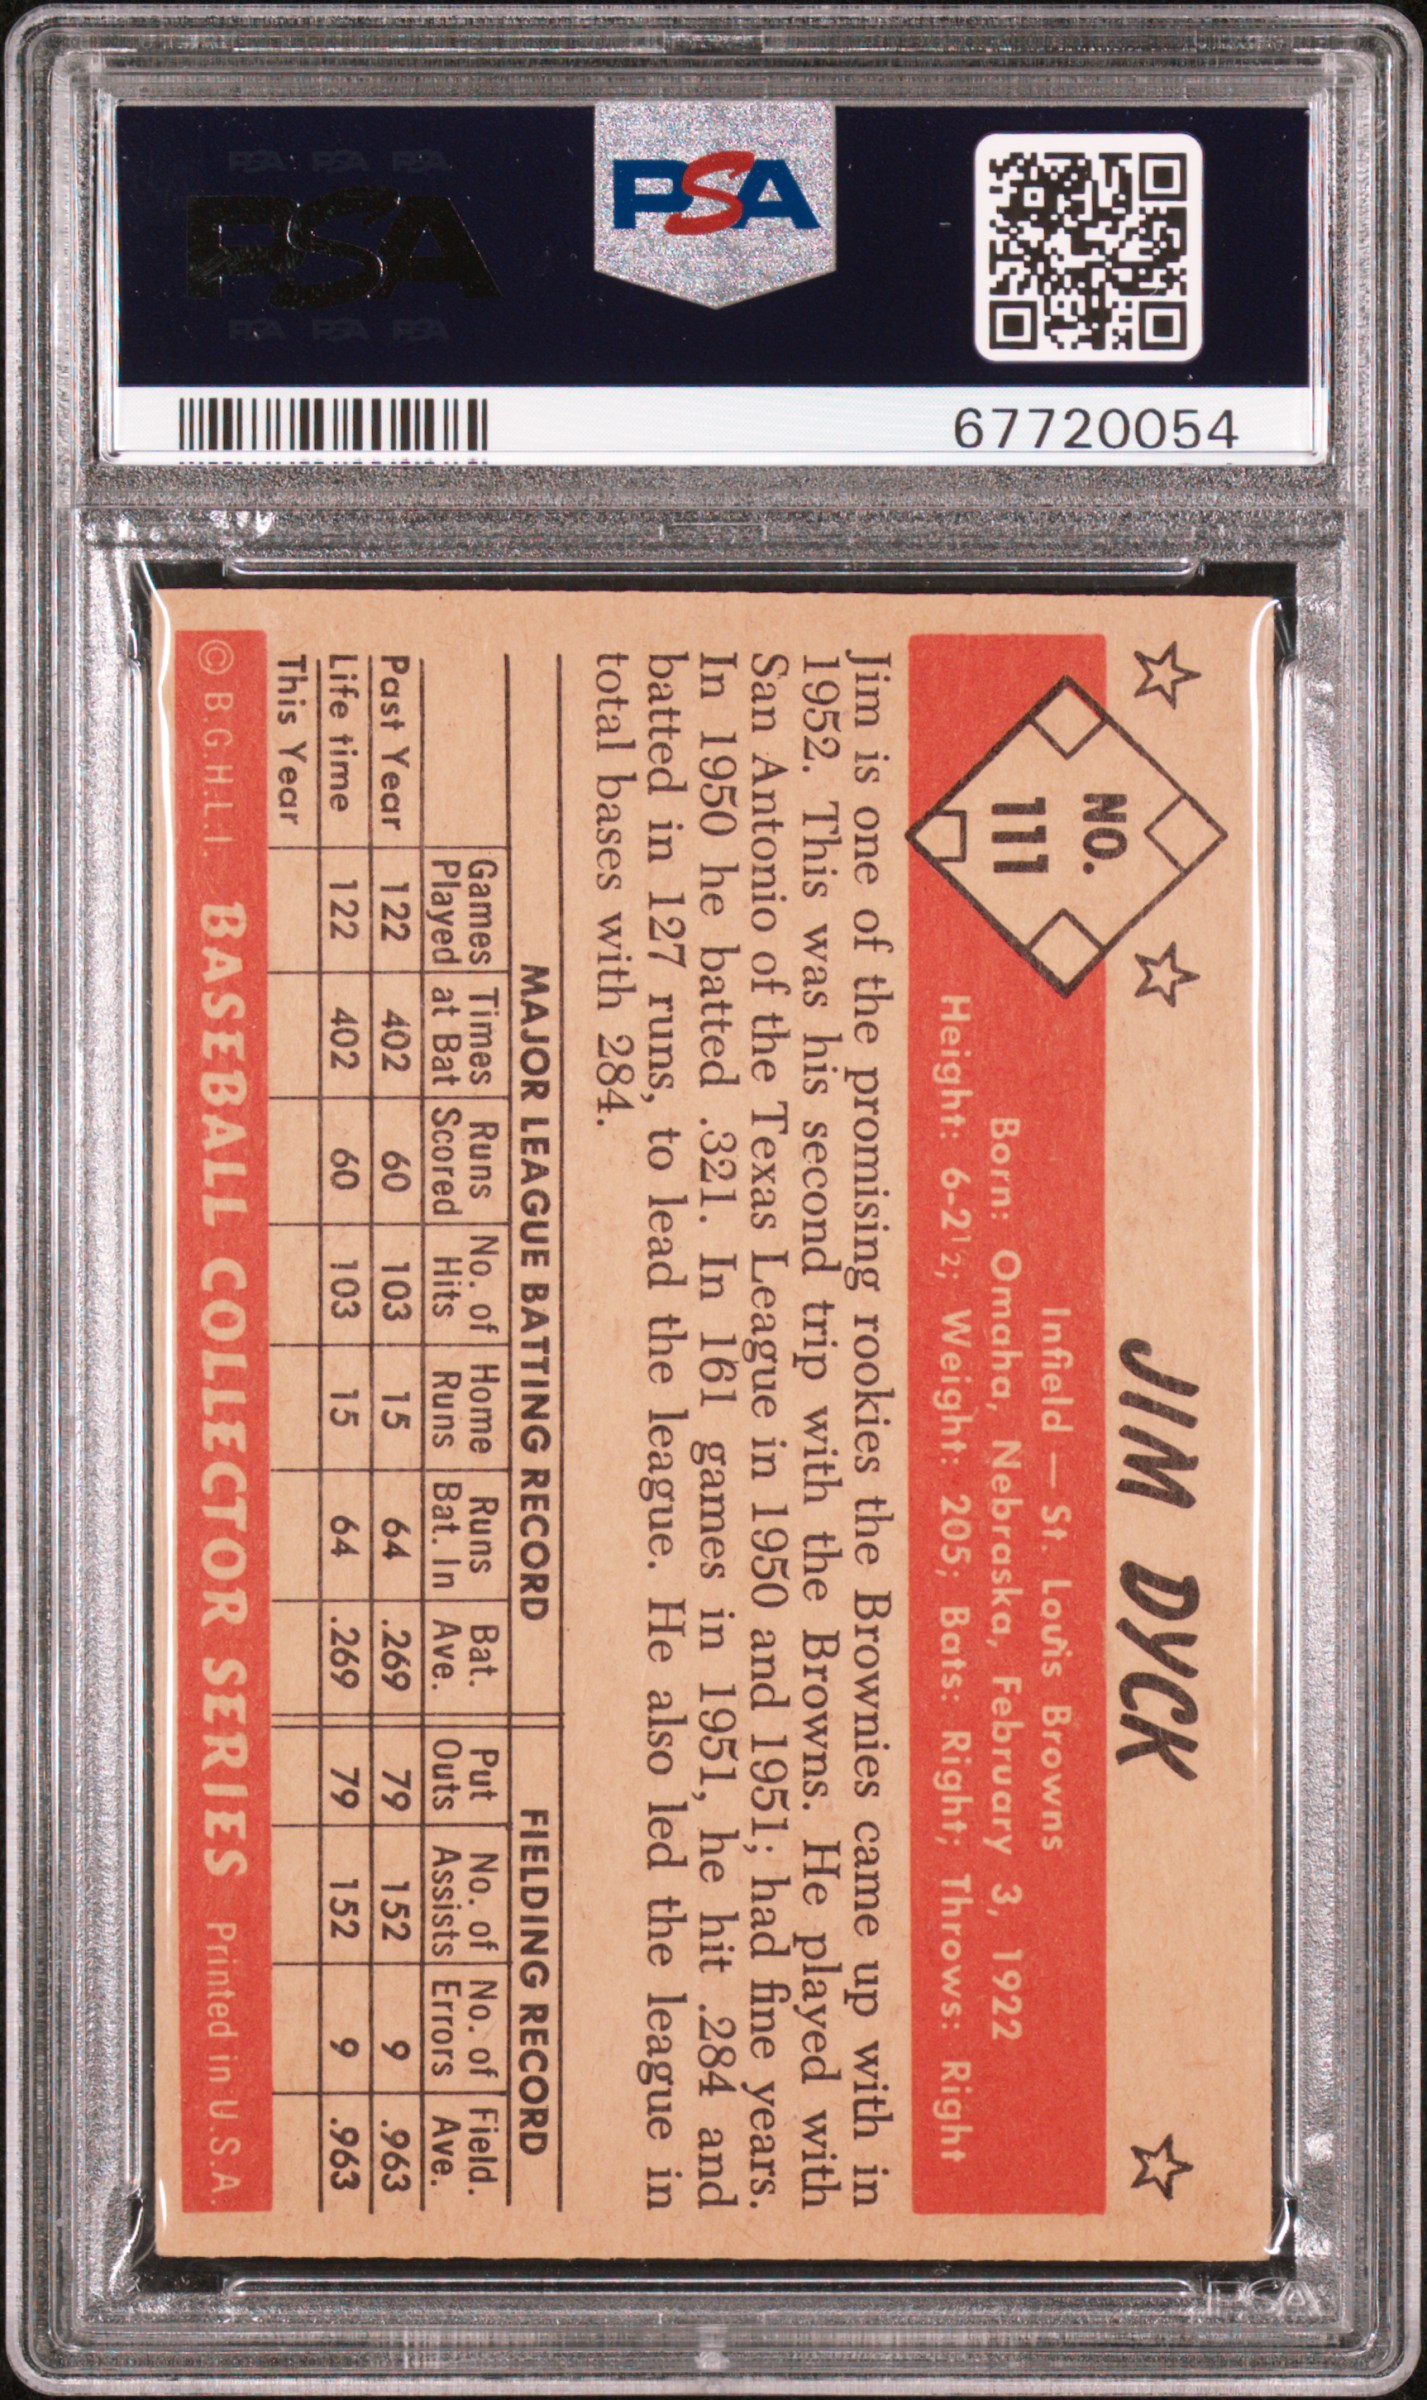 PSA PSA PSA
PSA
PSA PSA PSA
PSA
67720054
NO.
111
JIM DYCK
Infield — St. Louis Browns
Born: Omaha, Nebraska, February 3, 1922
Height: 6-2½; Weight: 205; Bats: Right; Throws: Right
Jim is one of the promising rookies the Brownies came up with in
1952. This was his second trip with the Browns. He played with
San Antonio of the Texas League in 1950 and 1951; had fine years.
In 1950 he batted .321. In 161 games in 1951, he hit .284 and
batted in 127 runs, to lead the league. He also led the league in
total bases with 284.
MAJOR LEAGUE BATTING RECORD FIELDING RECORD
Games Times Runs No. of Home Runs Bat. Put No. of No. of Field.
Played at Bat Scored Hits Runs Bat. In Ave. Outs Assists Errors Ave.
Past Year 122 402 60 103 15 64 .269 79 152 9 .963
Life time 122 402 60 103 15 64 .269 79 152 9 .963
This Year
© B.G.H.L.I. BASEBALL COLLECTOR SERIES Printed in U.S.A.
PSA